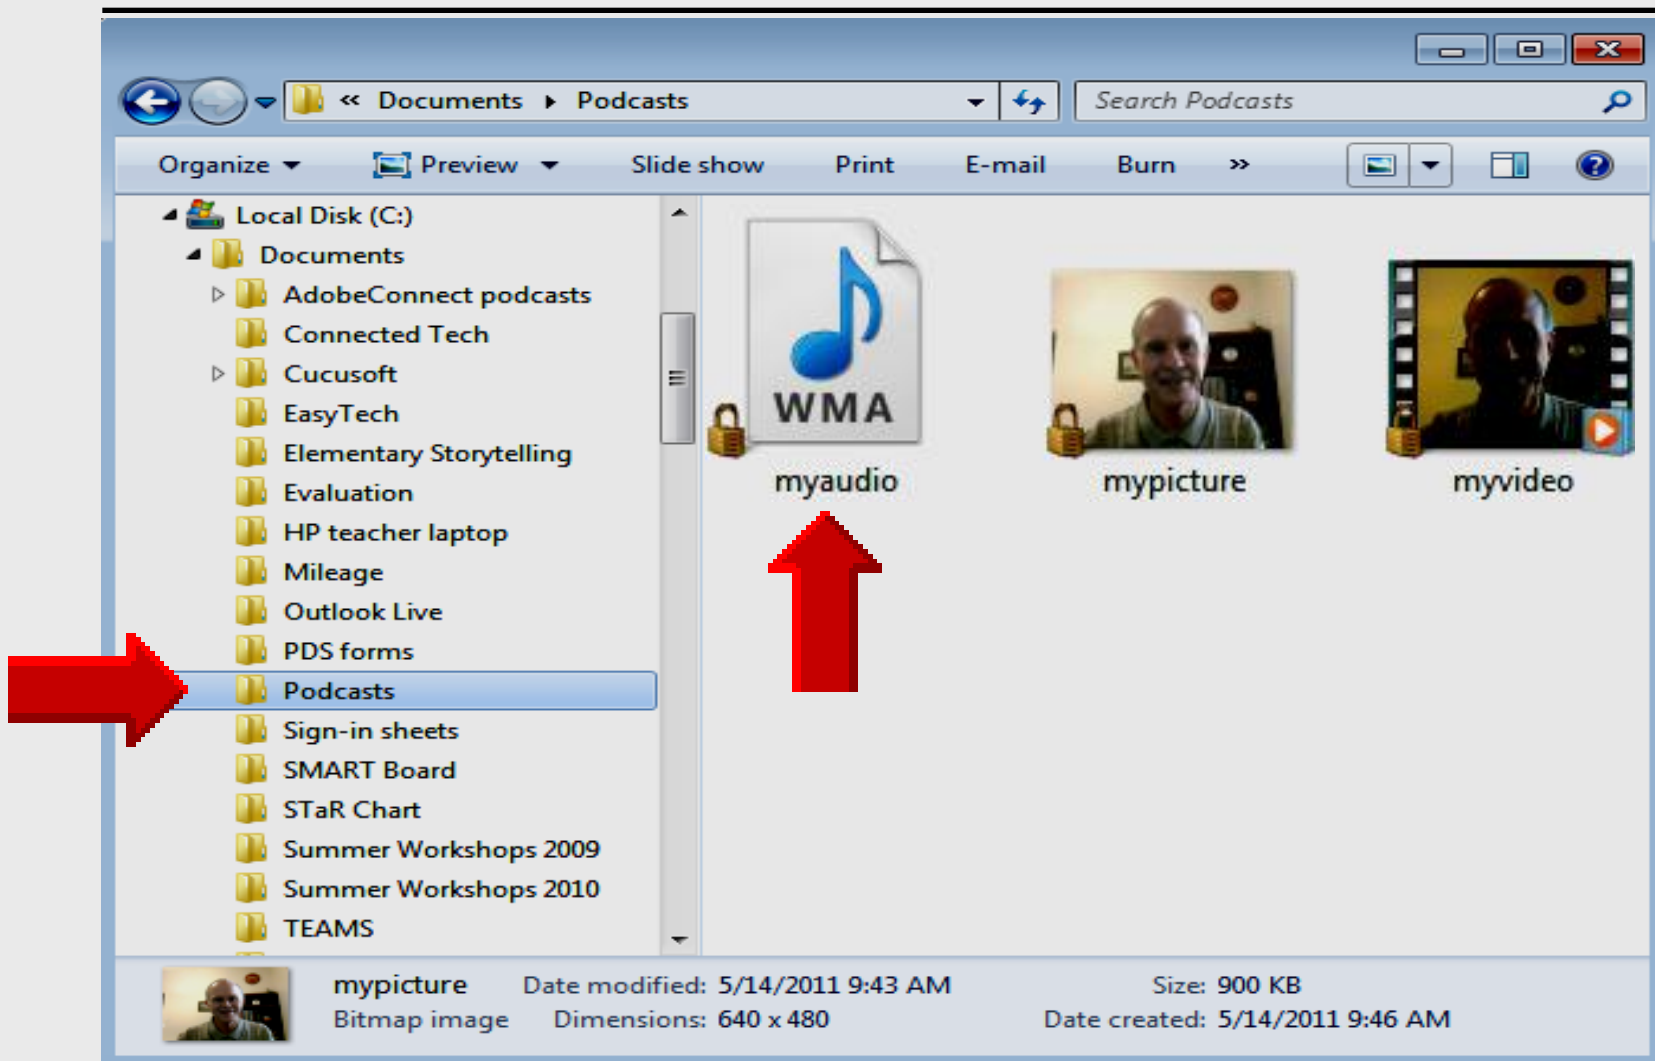 « Documents ▸ Podcasts
Search Podcasts
Organize Preview Slide show Print E-mail Burn »
Local Disk (C:)
Documents
AdobeConnect podcasts
Connected Tech
Cucusoft
EasyTech
Elementary Storytelling
Evaluation
HP teacher laptop
Mileage
Outlook Live
PDS forms
Podcasts
Sign-in sheets
SMART Board
STaR Chart
Summer Workshops 2009
Summer Workshops 2010
TEAMS
WMA
myaudio mypicture myvideo
mypicture Date modified: 5/14/2011 9:43 AM Size: 900 KB
Bitmap image Dimensions: 640 x 480 Date created: 5/14/2011 9:46 AM